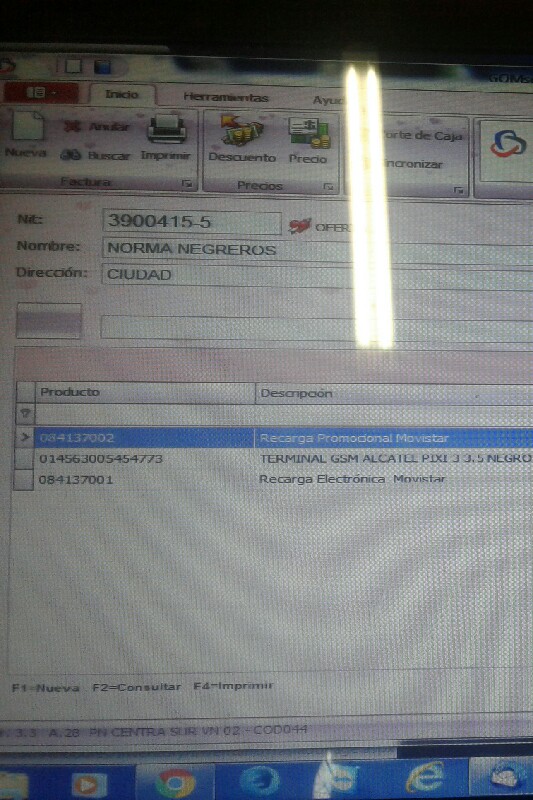 Inicio Herramientas
Nueva
Anular
Buscar
Imprimir
Descuento
Precio
orte de Caja
ncronizar
Factura
Precios
Nit: 3900415-5
Nombre: NORMA NEGREROS
Dirección: CIUDAD
Producto Descripción
084137002 Recarga Promocional Movistar
014563005454773 TERMINAL GSM ALCATEL PIXI 3 3.5 NEGRO
084137001 Recarga Electrónica Movistar
F1=Nueva F2=Consultar F4=Imprimir
3.3 A.28 PN CENTRA SUR VN 02 - COD044